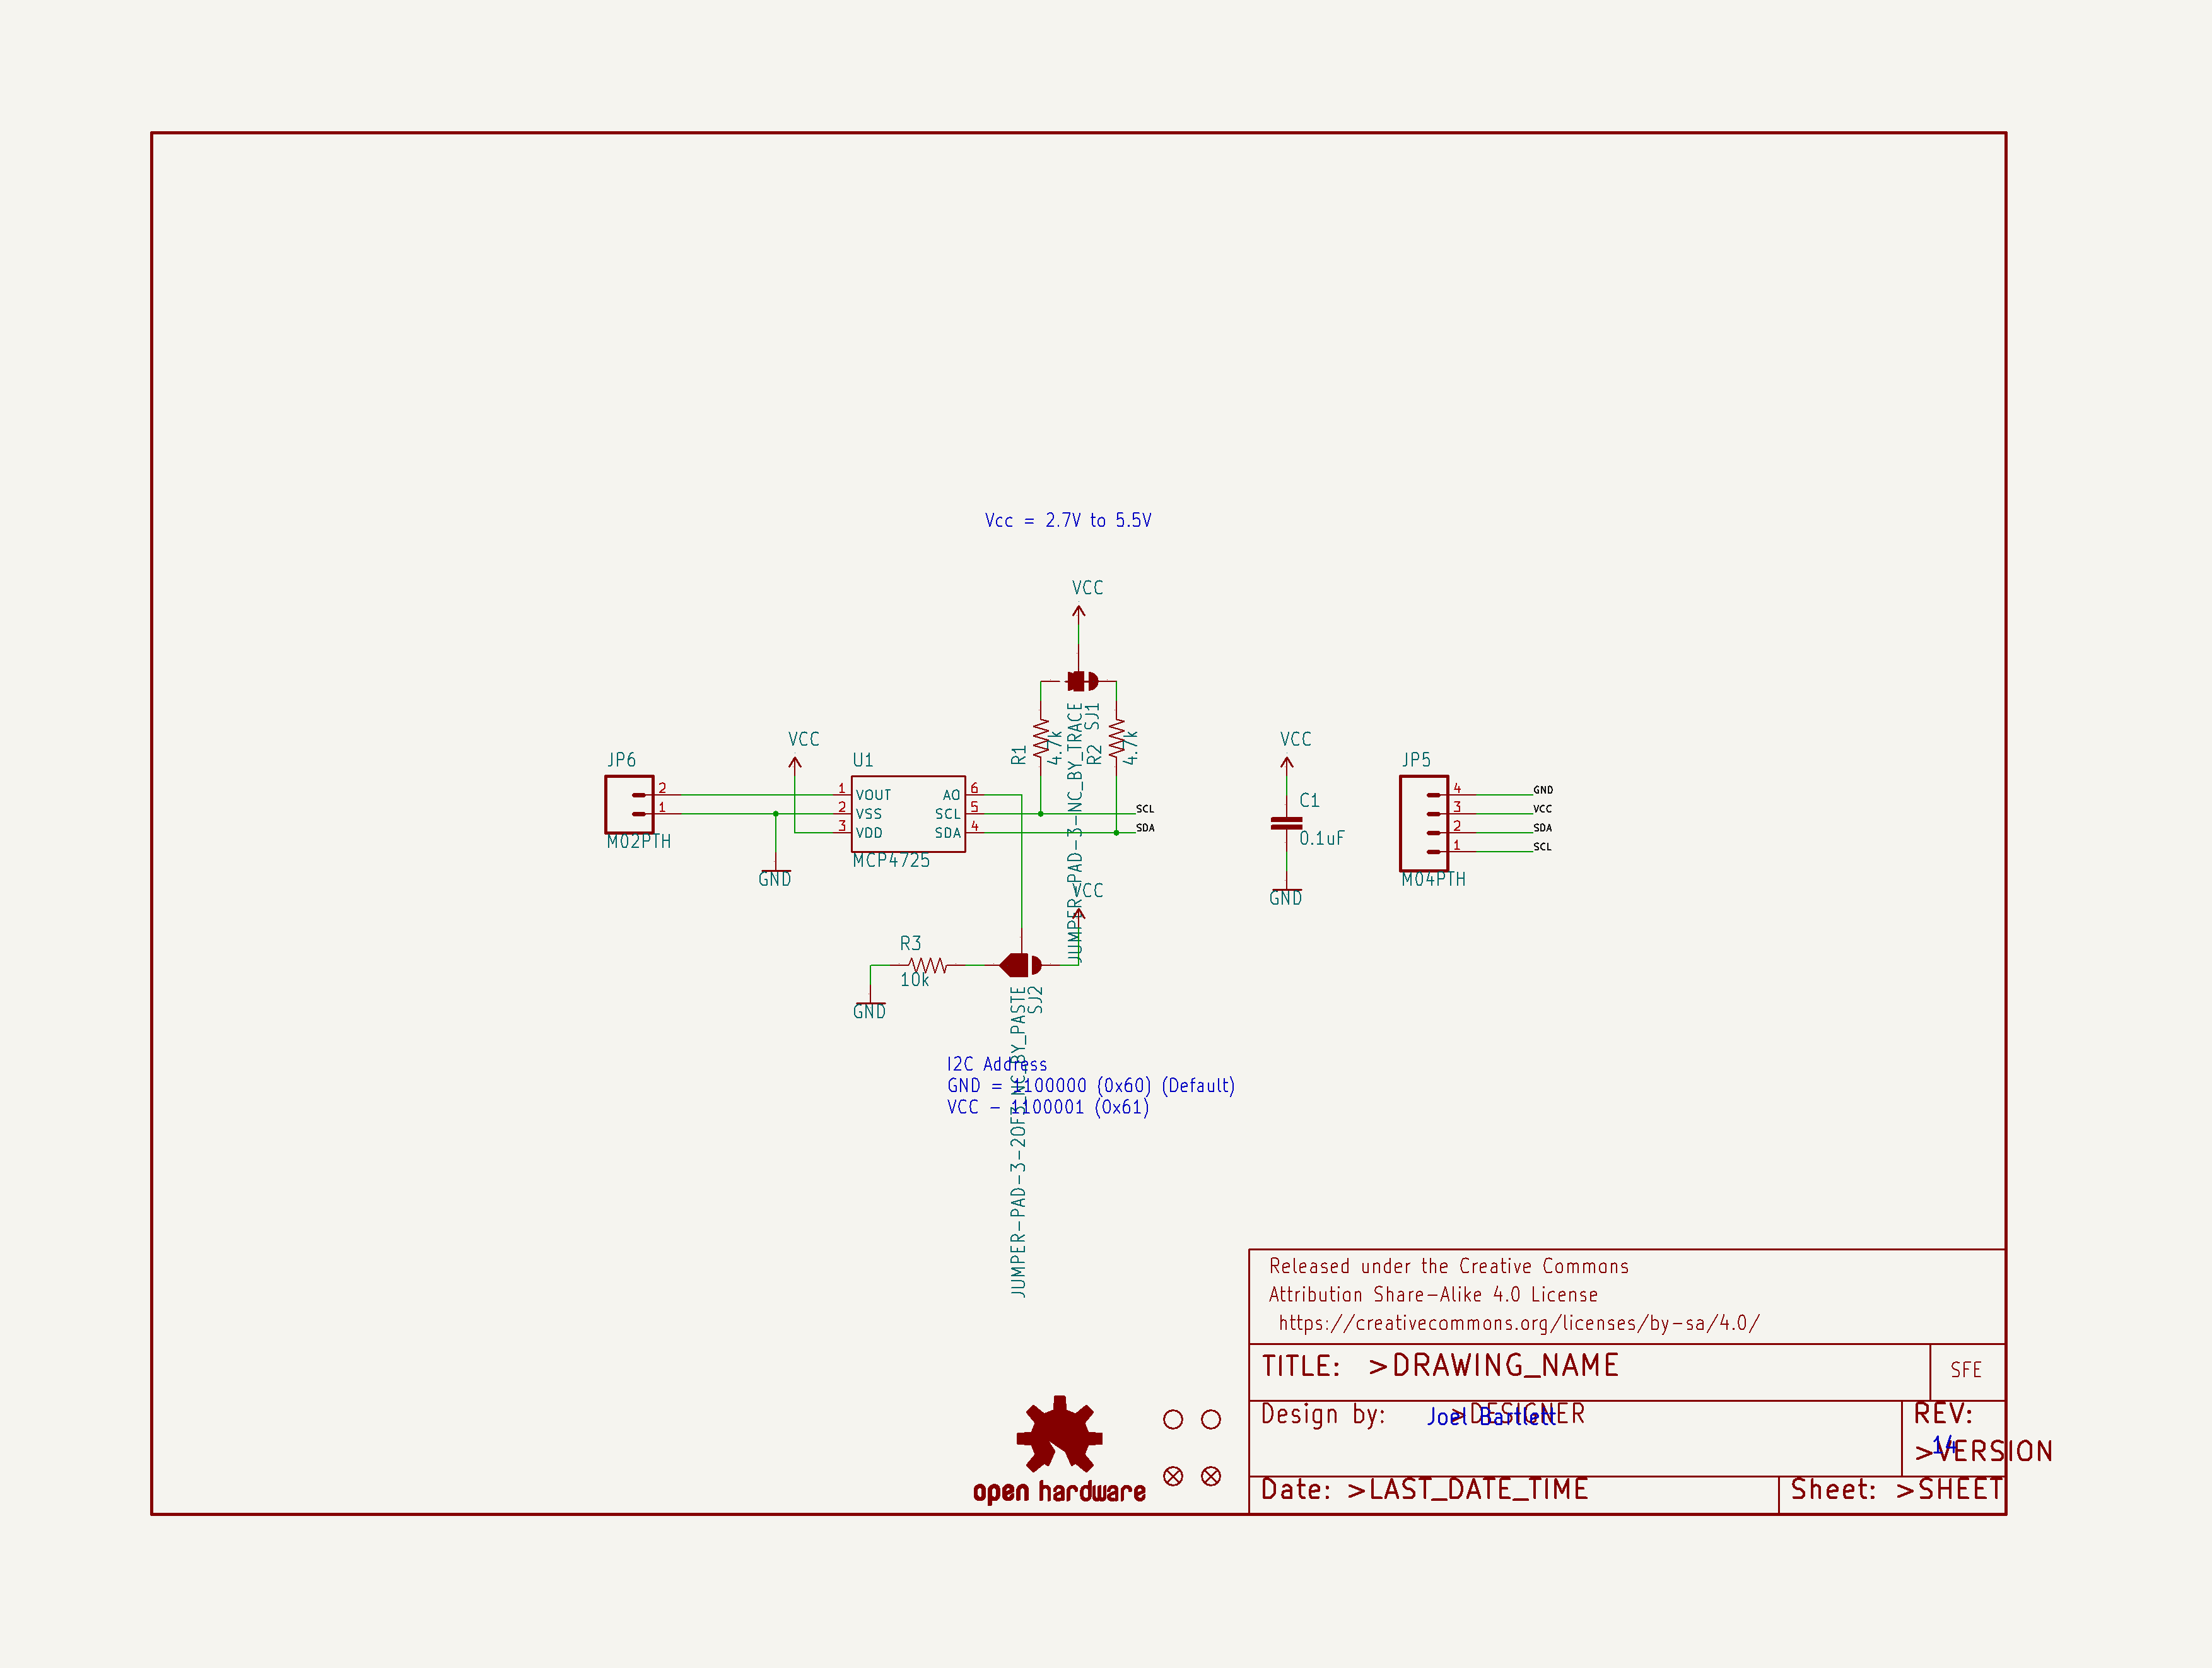 Vcc = 2.7V to 5.5V
VCC
SJ1
JUMPER-PAD-3-NC_BY_TRACE
R1
4.7k
R2
4.7k
JP6
2
1
M02PTH
VCC
GND
U1
1 VOUT
2 VSS
3 VDD
A0 6
SCL 5
SDA 4
MCP4725
SCL
SDA
VCC
C1
0.1uF
GND
JP5
4 GND
3 VCC
2 SDA
1 SCL
M04PTH
VCC
R3
10k
GND
SJ2
JUMPER-PAD-3-2OF3_NC_BY_PASTE
I2C Address
GND = 1100000 (0x60) (Default)
VCC - 1100001 (0x61)
Released under the Creative Commons
Attribution Share-Alike 4.0 License
https://creativecommons.org/licenses/by-sa/4.0/
TITLE: >DRAWING_NAME
SFE
Design by: >DESIGNER
Joel Bartlett
REV:
14
>VERSION
Date: >LAST_DATE_TIME
Sheet: >SHEET
open hardware